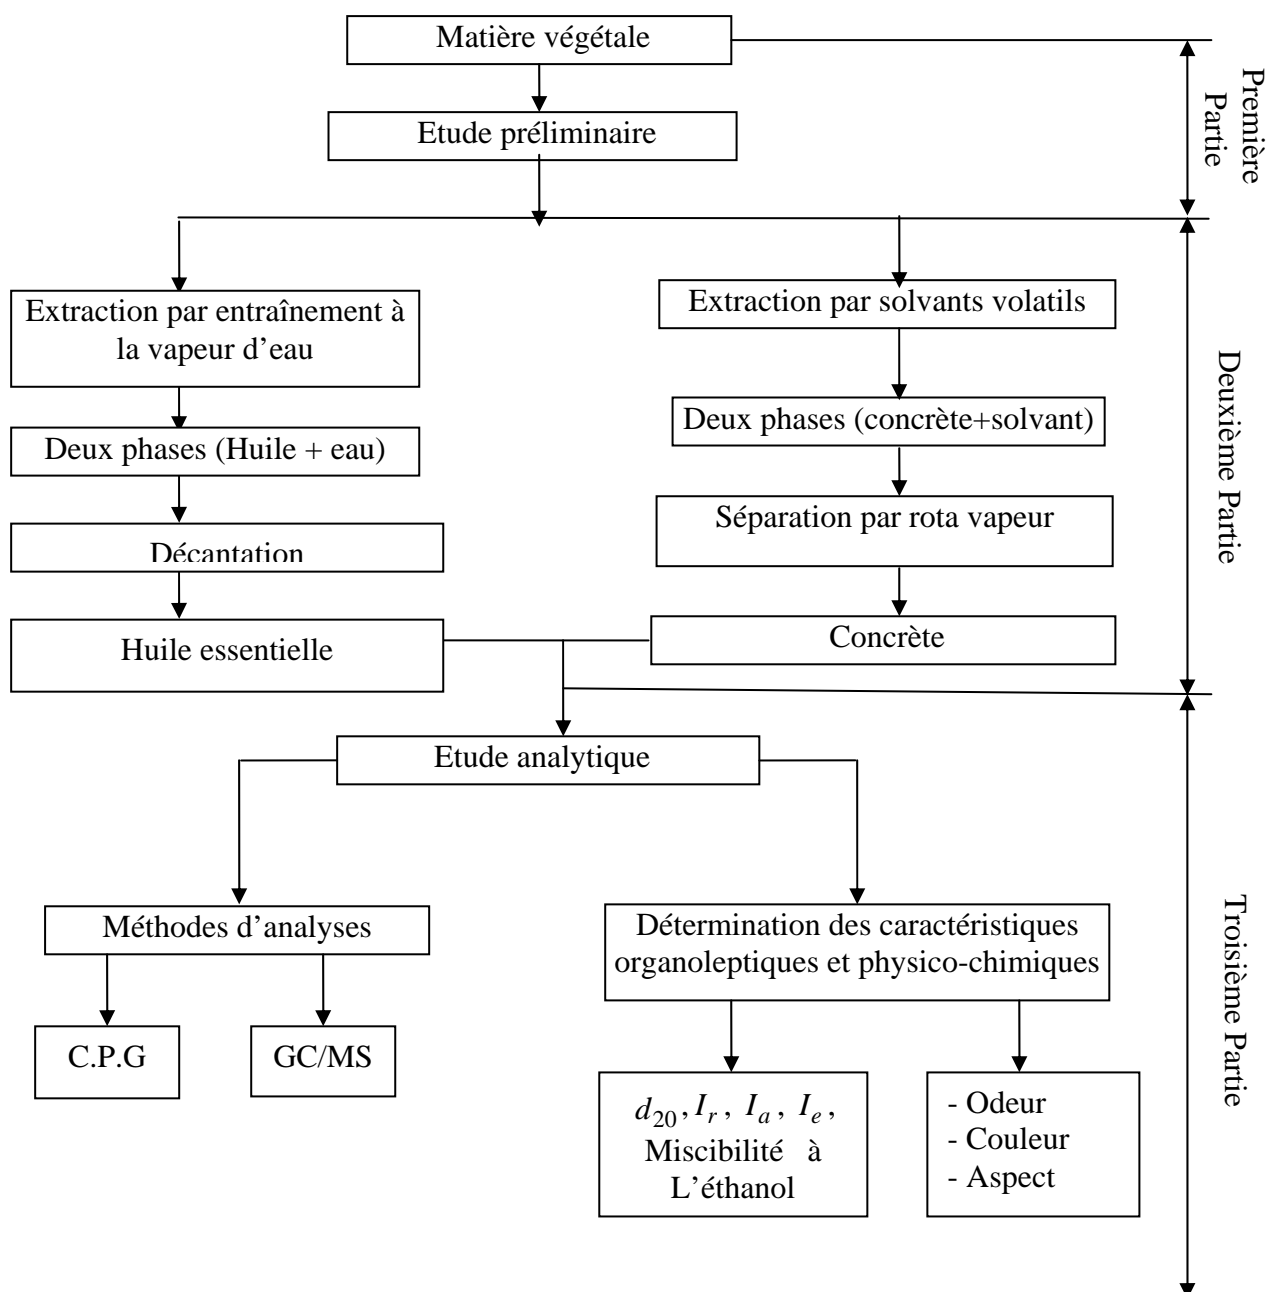 Matière végétale
Etude préliminaire
Première
Partie
Extraction par entraînement à
la vapeur d'eau
Extraction par solvants volatils
Deux phases (Huile + eau)
Deux phases (concrète+solvant)
Décantation
Séparation par rota vapeur
Huile essentielle
Concrète
Deuxième Partie
Etude analytique
Méthodes d'analyses
Détermination des caractéristiques
organoleptiques et physico-chimiques
C.P.G
GC/MS
d20, Ir, Ia, Ie,
Miscibilité à
L'éthanol
- Odeur
- Couleur
- Aspect
Troisième Partie